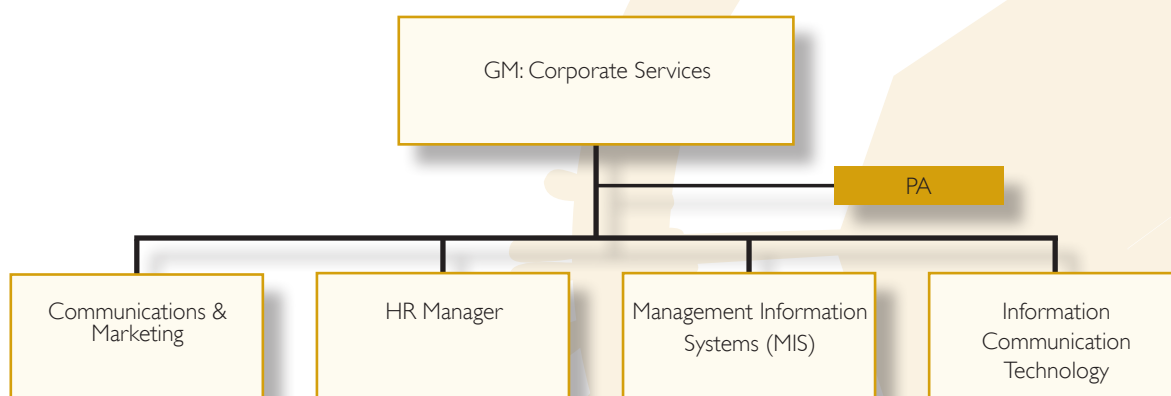 GM: Corporate Services
PA
Communications &
Marketing
HR Manager
Management Information
Systems (MIS)
Information
Communication
Technology